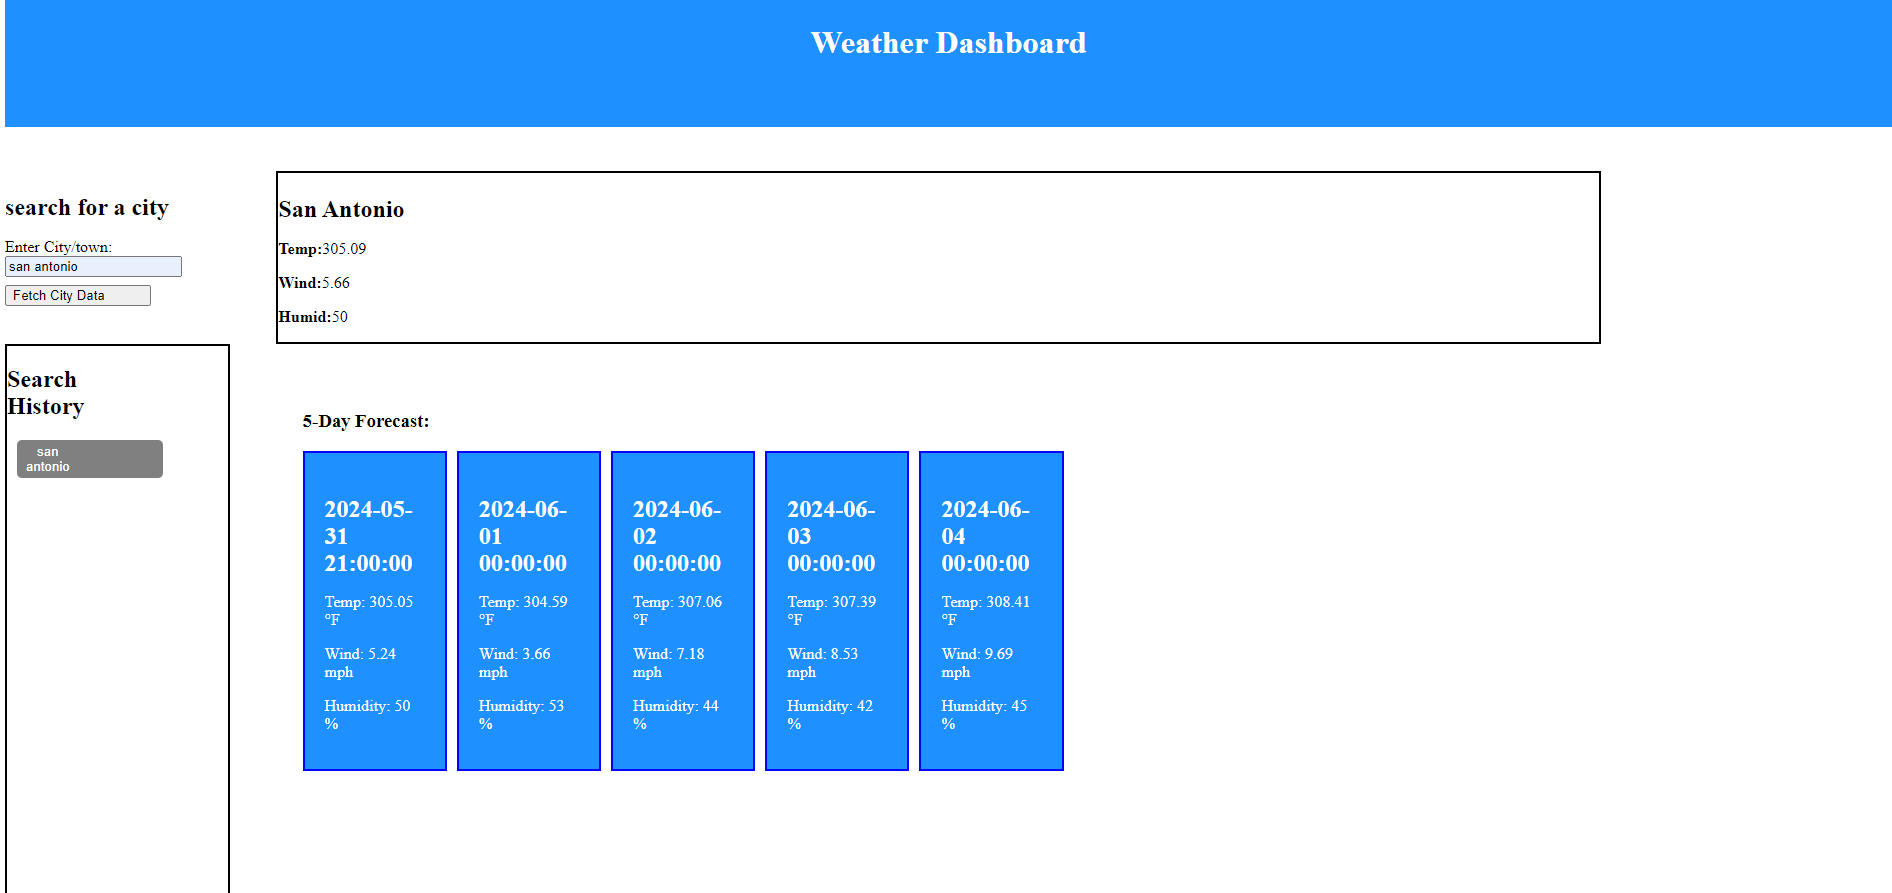 Weather Dashboard
search for a city
Enter City/town:
san antonio
Fetch City Data
Search
History
san
antonio
San Antonio
Temp:305.09
Wind:5.66
Humid:50
5-Day Forecast:
2024-05-
31
21:00:00
Temp: 305.05
°F
Wind: 5.24
mph
Humidity: 50
%
2024-06-
01
00:00:00
Temp: 304.59
°F
Wind: 3.66
mph
Humidity: 53
%
2024-06-
02
00:00:00
Temp: 307.06
°F
Wind: 7.18
mph
Humidity: 44
%
2024-06-
03
00:00:00
Temp: 307.39
°F
Wind: 8.53
mph
Humidity: 42
%
2024-06-
04
00:00:00
Temp: 308.41
°F
Wind: 9.69
mph
Humidity: 45
%